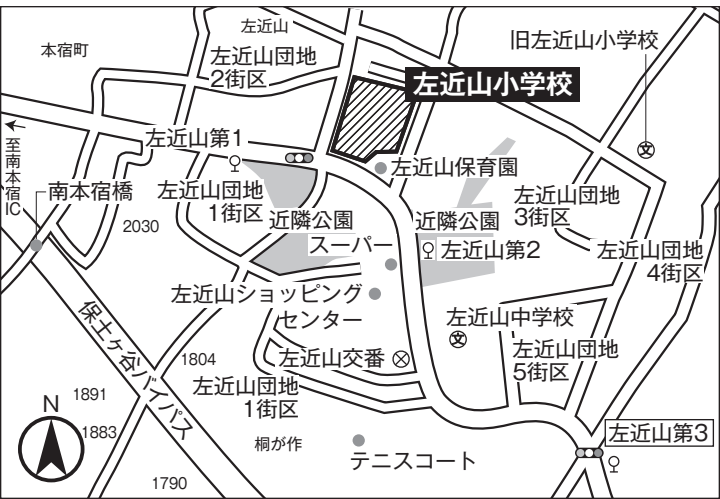 左近山
本宿町
旧左近山小学校
左近山団地
2街区
左近山小学校
文
左近山第1
至南本宿IC
左近山保育園
南本宿橋
左近山団地
1街区
左近山団地
3街区
近隣公園
近隣公園
2030
スーパー
左近山第2
左近山団地
4街区
左近山ショッピング
センター
保土ヶ谷バイパス
左近山中学校
文
左近山交番
左近山団地
5街区
1804
左近山団地
1街区
1891
N
1883
桐が作
左近山第3
テニスコート
1790